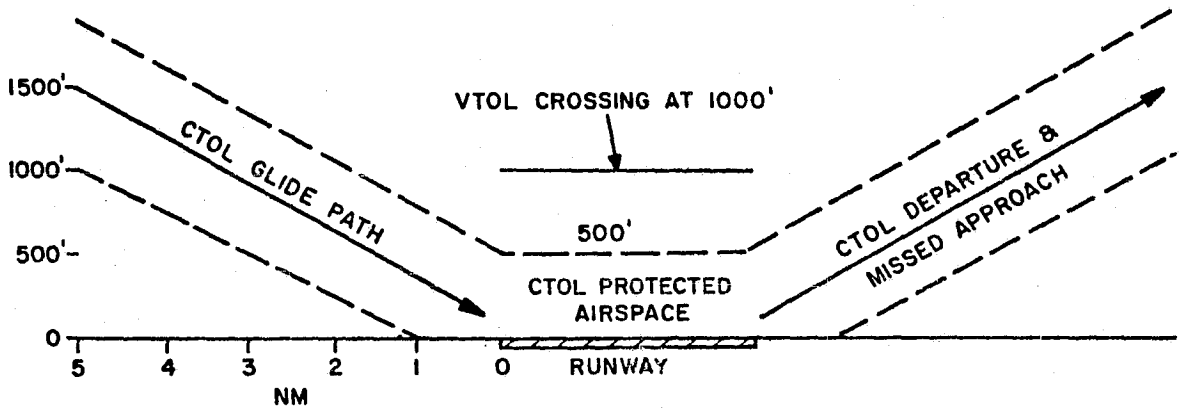 1500'
VTOL CROSSING AT 1000'
CTOL GLIDE PATH
1000'
CTOL DEPARTURE &
MISSED APPROACH
500'
500'
CTOL PROTECTED
AIRSPACE
0
5 4 3 2 1 0 RUNWAY
NM